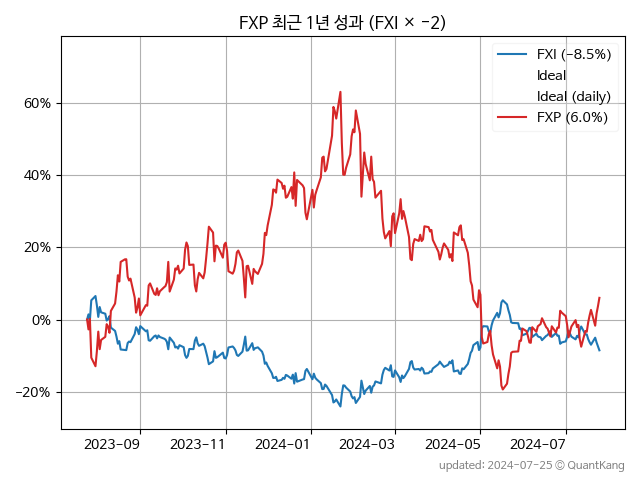 FXP 최근 1년 성과 (FXI × −2)
FXI (−8.5%)
Ideal
Ideal (daily)
FXP (6.0%)
60%
40%
20%
0%
−20%
2023−09
2023−11
2024−01
2024−03
2024−05
2024−07
updated: 2024-07-25 © QuantKang